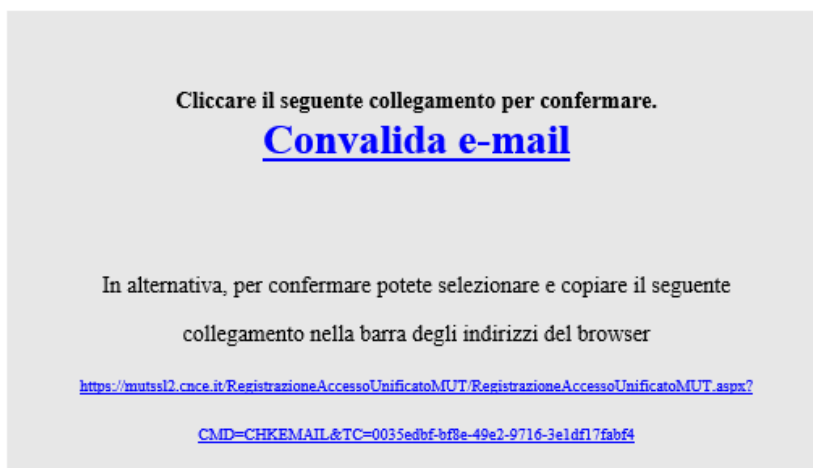 Cliccare il seguente collegamento per confermare.
Convalida e-mail
In alternativa, per confermare potete selezionare e copiare il seguente
collegamento nella barra degli indirizzi del browser
https://mutssl2.cnce.it/RegistrazioneAccessoUnificatoMUT/RegistrazioneAccessoUnificatoMUT.aspx?
CMD=CHKEMAIL&TC=0035edbf-bf8e-49e2-9716-3e1df17fabf4